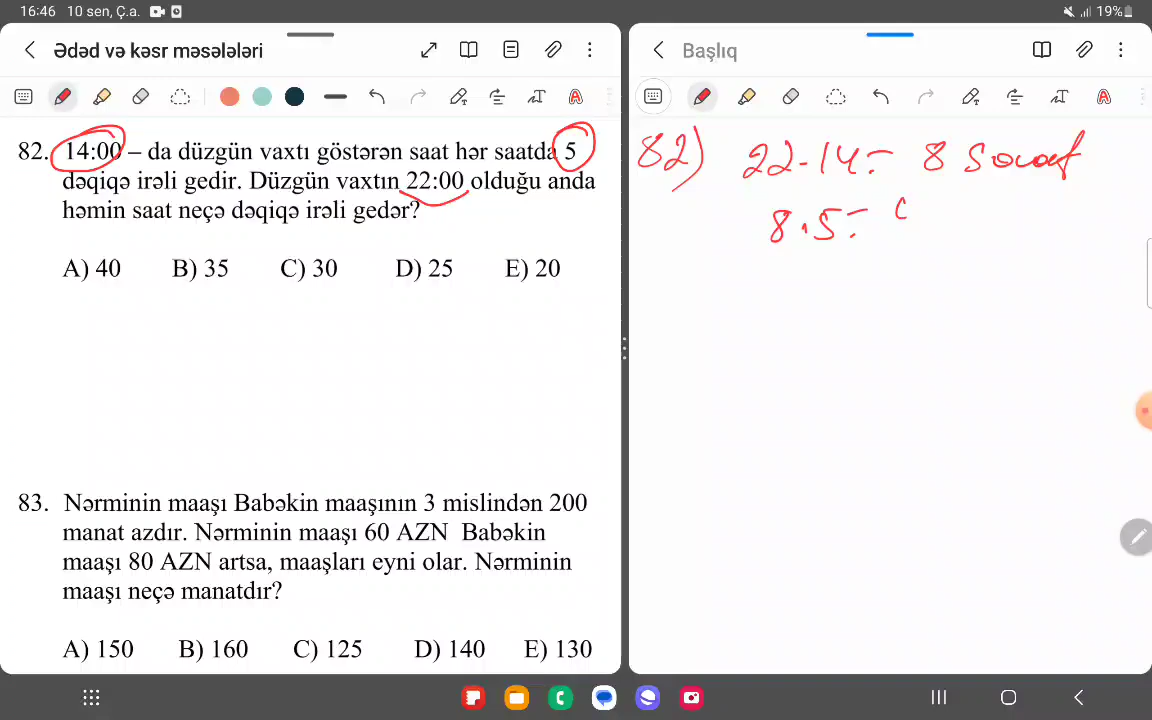 16:46 10 sen, Ç.a. 19%
Ədəd və kəsr məsələləri
82. 14:00 – da düzgün vaxtı göstərən saat hər saatda 5
dəqiqə irəli gedir. Düzgün vaxtın 22:00 olduğu anda
həmin saat neçə dəqiqə irəli gedər?
A) 40 B) 35 C) 30 D) 25 E) 20
83. Nərminin maaşı Babəkin maaşının 3 mislindən 200
manat azdır. Nərminin maaşı 60 AZN Babəkin
maaşı 80 AZN artsa, maaşları eyni olar. Nərminin
maaşı neçə manatdır?
A) 150 B) 160 C) 125 D) 140 E) 130
Başlıq
82) 22-14= 8 saat
8.5=